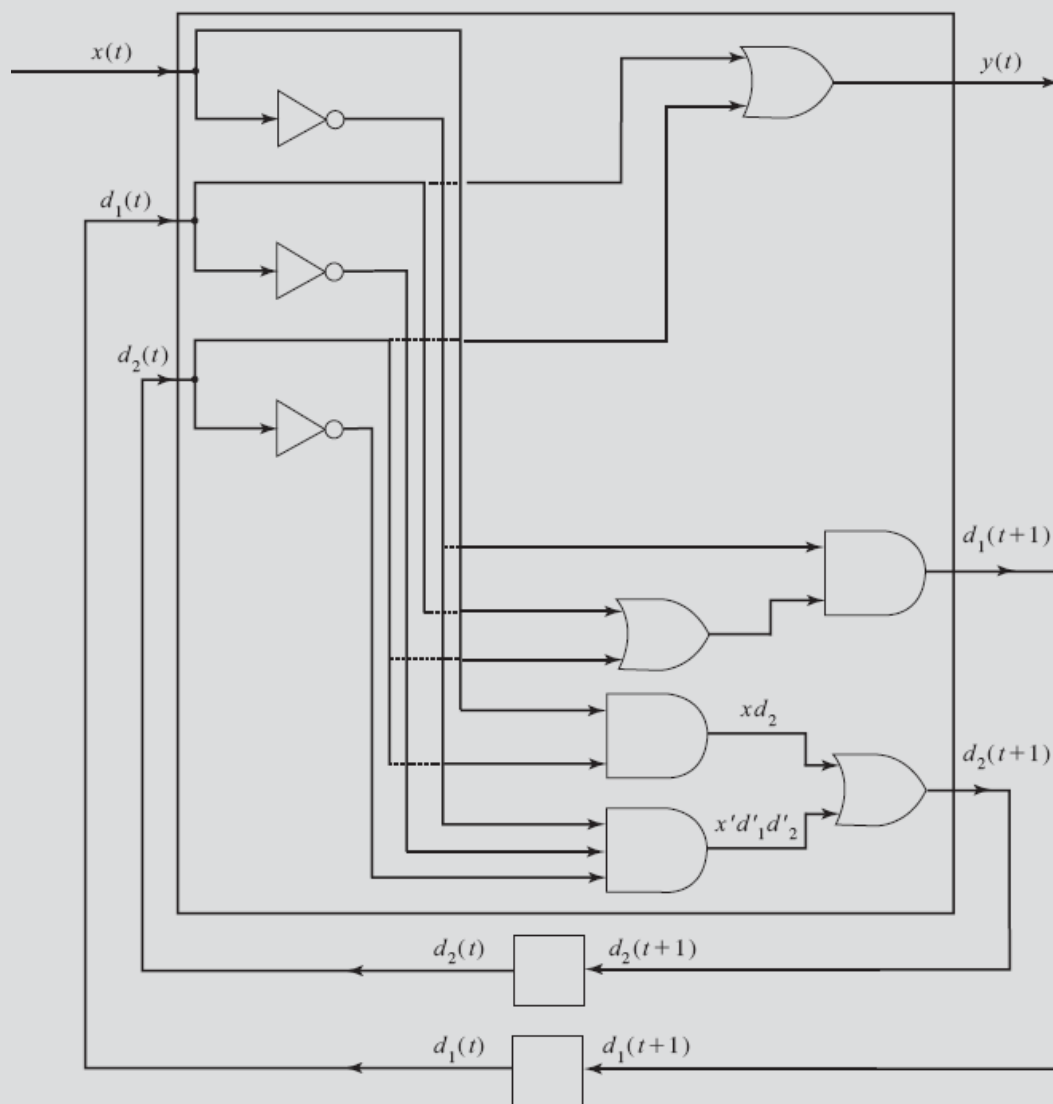 x(t)
y(t)
d₁(t)
d₂(t)
d₁(t+1)
xd₂
d₂(t+1)
x′d′₁d′₂
d₂(t)
d₂(t+1)
d₁(t)
d₁(t+1)